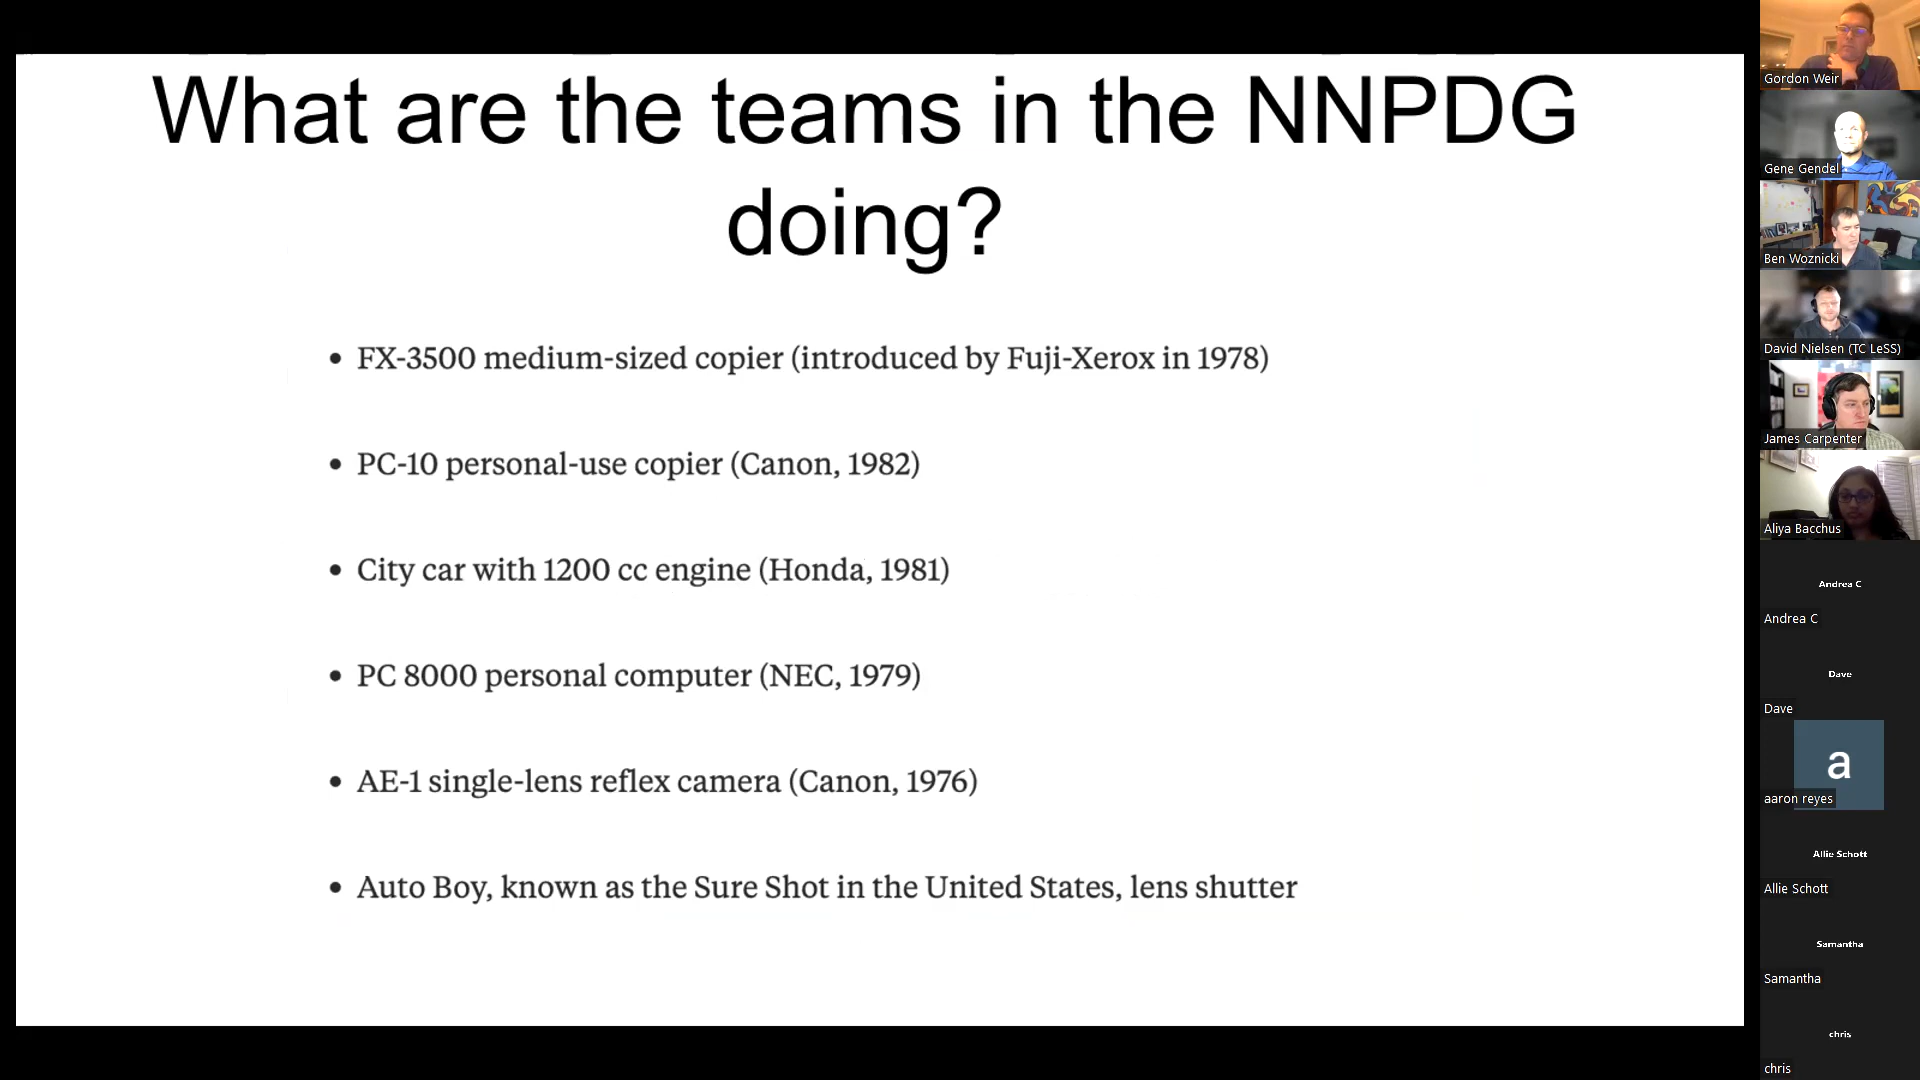 What are the teams in the NNPDG
doing?
• FX-3500 medium-sized copier (introduced by Fuji-Xerox in 1978)
• PC-10 personal-use copier (Canon, 1982)
• City car with 1200 cc engine (Honda, 1981)
• PC 8000 personal computer (NEC, 1979)
• AE-1 single-lens reflex camera (Canon, 1976)
• Auto Boy, known as the Sure Shot in the United States, lens shutter
Gordon Weir
Gene Gendel
Ben Woznicki
David Nielsen (TC LeSS)
James Carpenter
Aliya Bacchus
Andrea C
Andrea C
Dave
Dave
a
aaron reyes
Allie Schott
Allie Schott
Samantha
Samantha
chris
chris